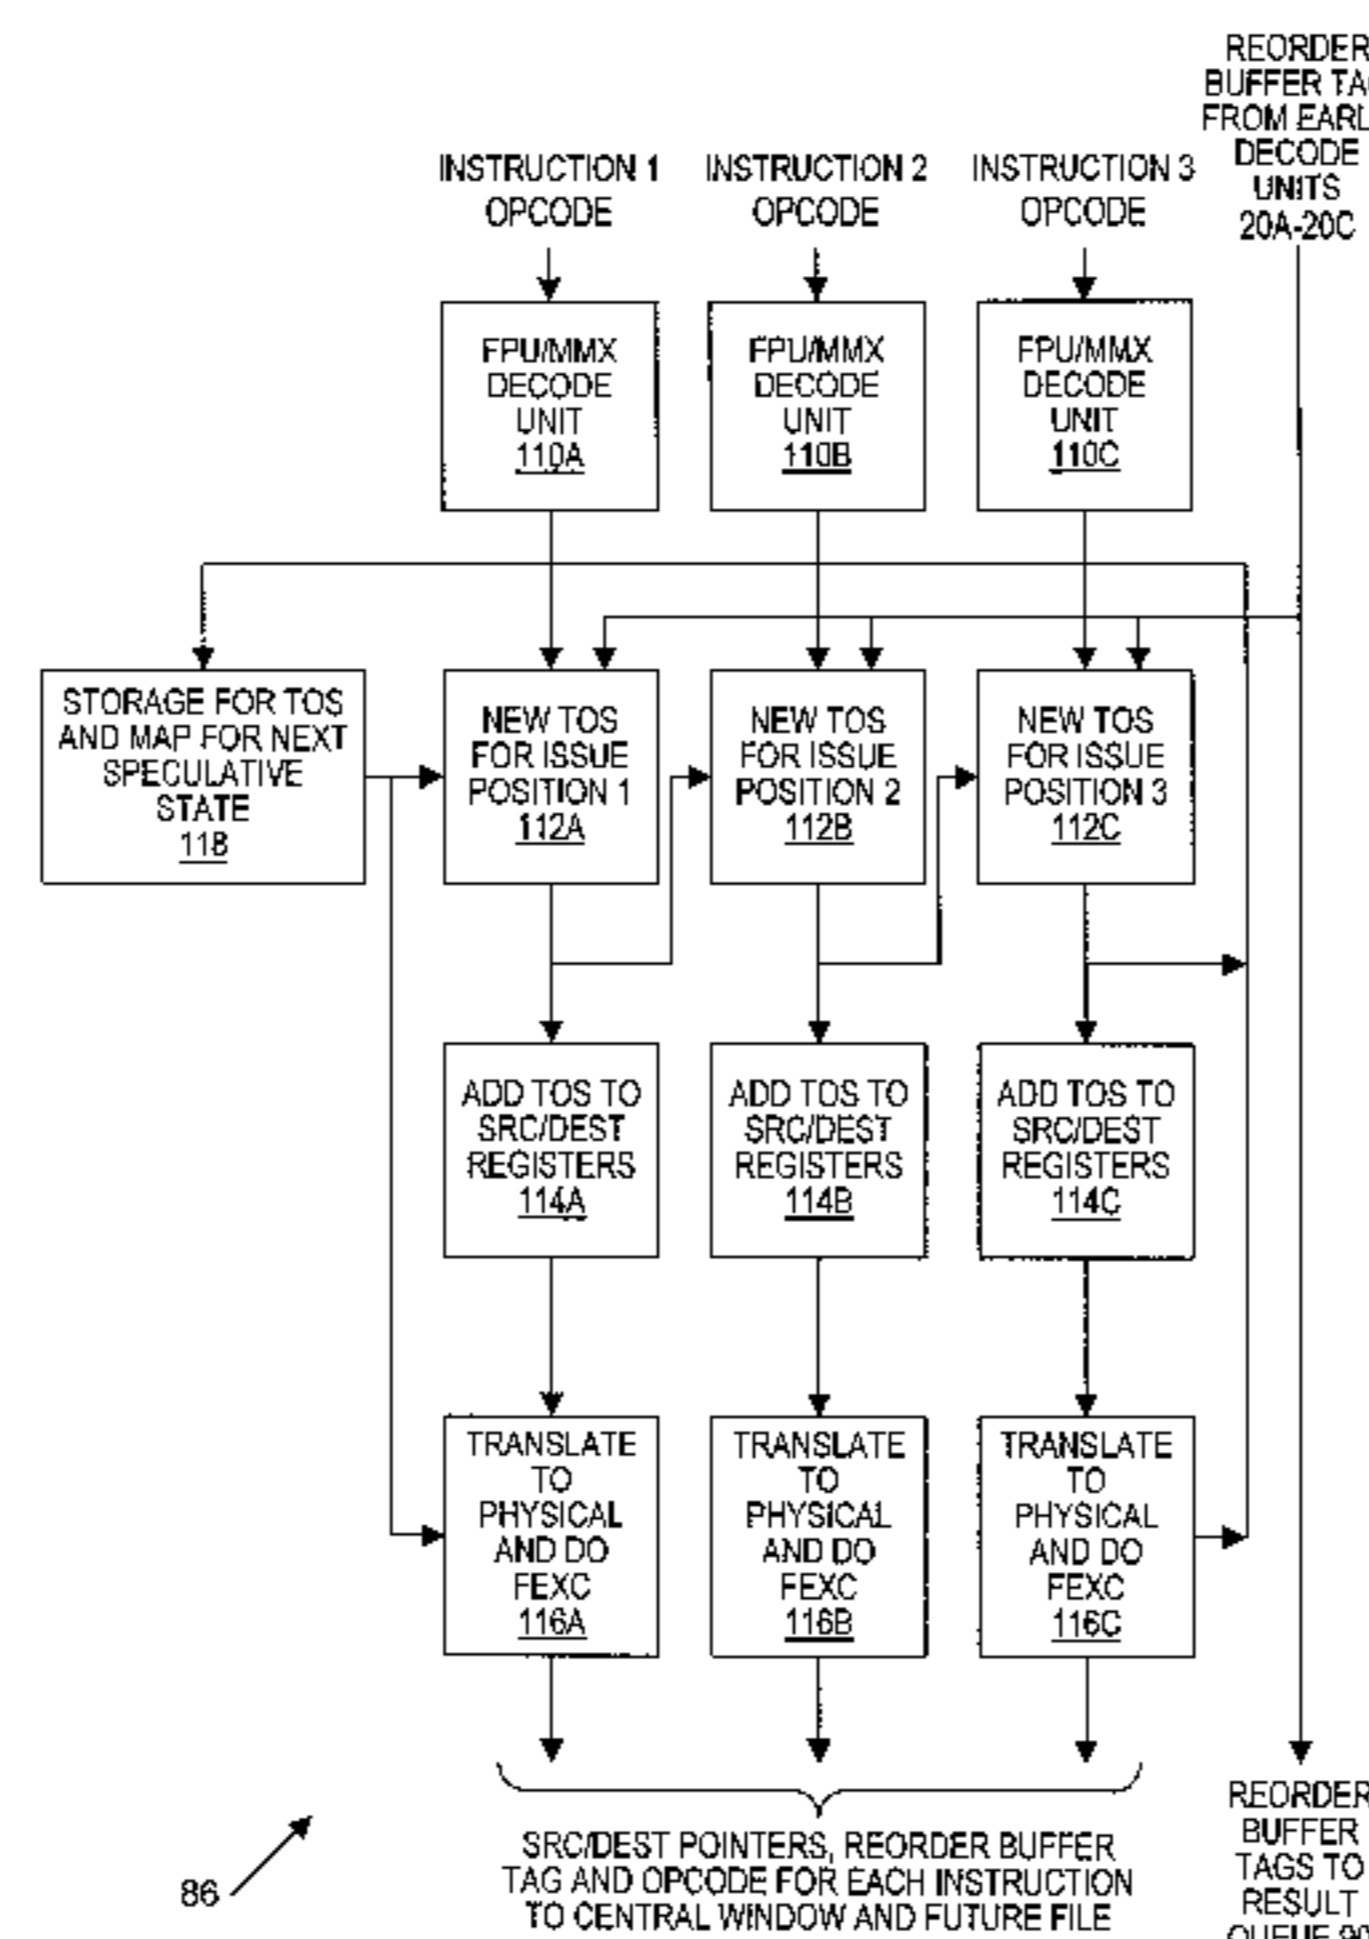 REORDER
BUFFER
FROM
DECODE
UNITS
20A-20C
INSTRUCTION 1
OPCODE
INSTRUCTION 2
OPCODE
INSTRUCTION 3
OPCODE
FPU/MMX
DECODE
UNIT
110A
FPU/MMX
DECODE
UNIT
110B
FPU/MMX
DECODE
UNIT
110C
STORAGE FOR TOS
AND MAP FOR NEXT
SPECULATIVE
STATE
118
NEW TOS
FOR ISSUE
POSITION 1
112A
NEW TOS
FOR ISSUE
POSITION 2
112B
NEW TOS
FOR ISSUE
POSITION 3
112C
ADD TOS TO
SRC/DEST
REGISTERS
114A
ADD TOS TO
SRC/DEST
REGISTERS
114B
ADD TOS TO
SRC/DEST
REGISTERS
114C
TRANSLATE
TO
PHYSICAL
AND DO
FEXC
116A
TRANSLATE
TO
PHYSICAL
AND DO
FEXC
116B
TRANSLATE
TO
PHYSICAL
AND DO
FEXC
116C
SRC/DEST POINTERS, REORDER BUFFER
TAG AND OPCODE FOR EACH INSTRUCTION
TO CENTRAL WINDOW AND FUTURE FILE
REORDER
BUFFER
TAGS TO
RESULT
QUEUE 90
86